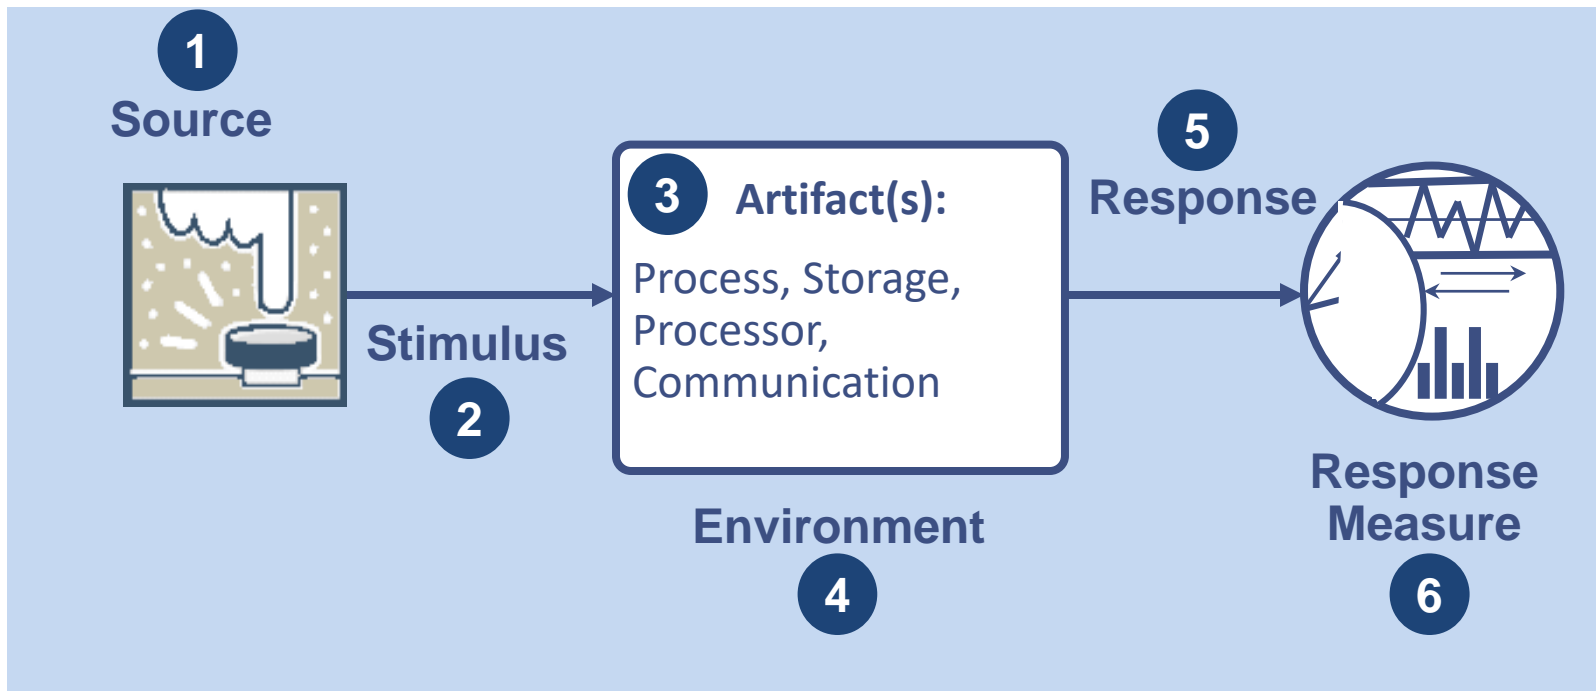 1
Source
Stimulus
2
3 Artifact(s):
Process, Storage,
Processor,
Communication
Environment
4
5
Response
Response
Measure
6